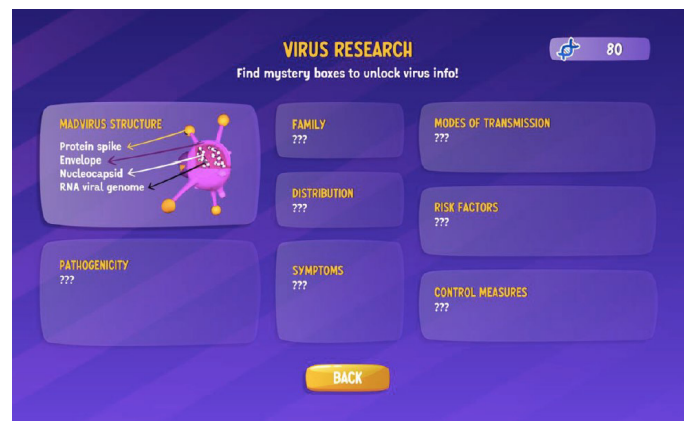 VIRUS RESEARCH
80
Find mystery boxes to unlock virus info!
MADVIRUS STRUCTURE
Protein spike
Envelope
Nucleocapsid
RNA viral genome
FAMILY
???
MODES OF TRANSMISSION
???
DISTRIBUTION
???
RISK FACTORS
???
PATHOGENICITY
???
SYMPTOMS
???
CONTROL MEASURES
???
BACK